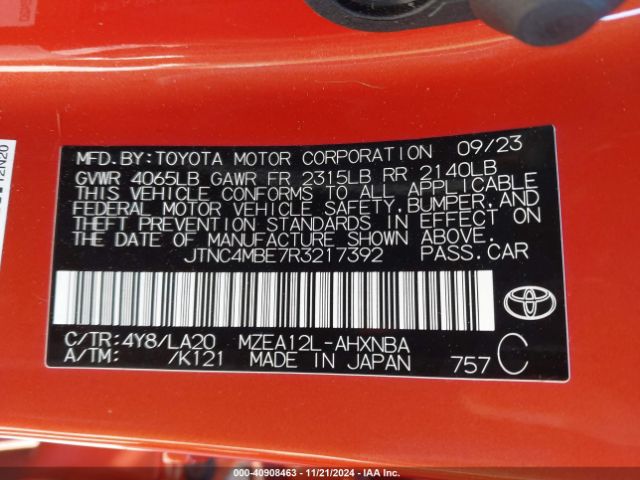 12N20
MFD. BY: TOYOTA MOTOR CORPORATION 09/23
GVWR 4065LB GAWR FR 2315LB RR 2140LB
THIS VEHICLE CONFORMS TO ALL APPLICABLE
FEDERAL MOTOR VEHICLE SAFETY, BUMPER, AND
THEFT PREVENTION STANDARDS IN EFFECT ON
THE DATE OF MANUFACTURE SHOWN ABOVE.
JTNC4MBE7R3217392 PASS. CAR
C/TR: 4Y8/LA20 MZEA12L-AHXNBA
A/TM: /K121 MADE IN JAPAN 757 C
© - 40908463 - 11/21/2024 - IAA Inc.